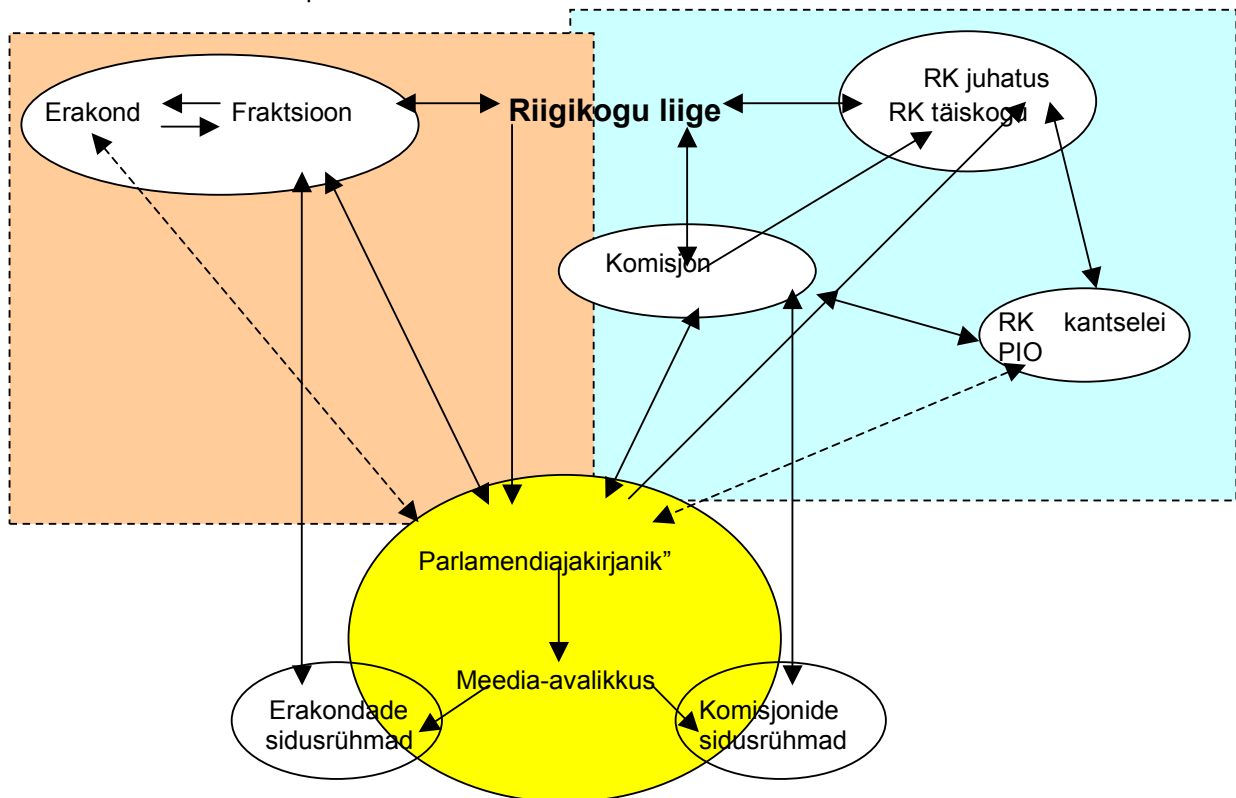 Erakond
Fraktsioon
Riigikogu liige
RK juhatus
RK täiskogu
Komisjon
RK kantselei
PIO
Parlamendiajakirjanik”
Meedia-avalikkus
Erakondade
sidusrühmad
Komisjonide
sidusrühmad